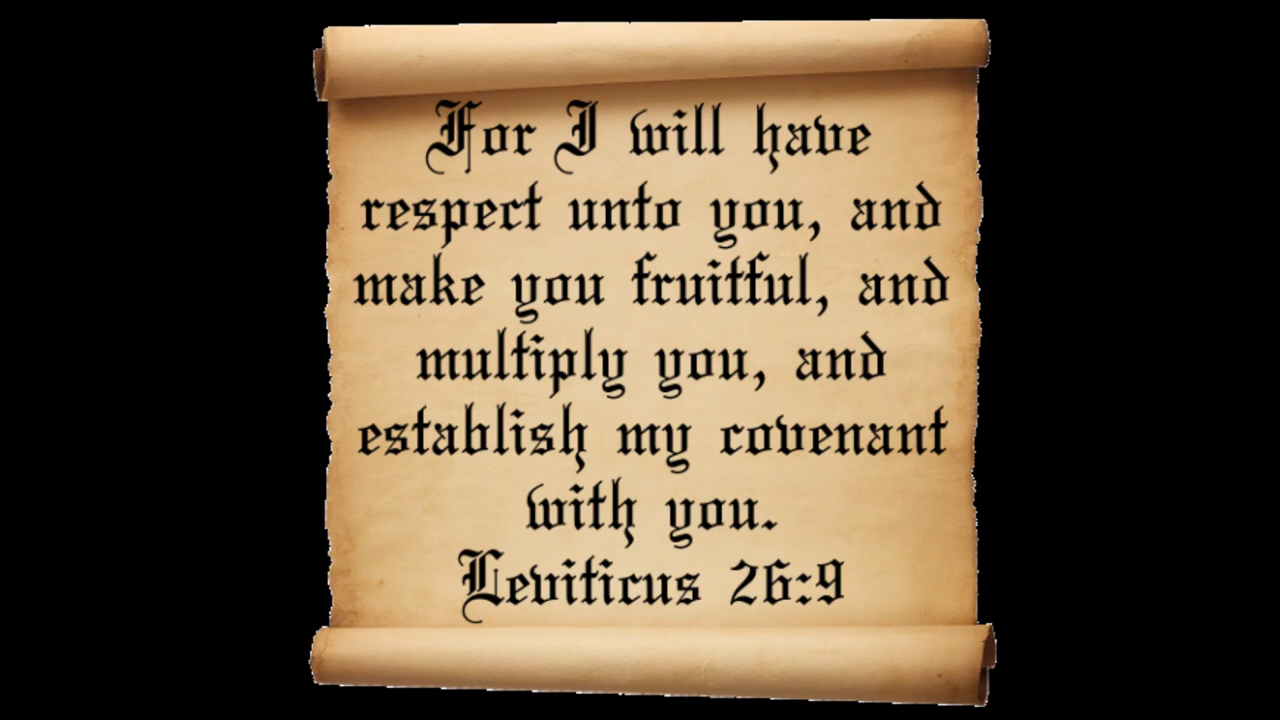 For I will have
respect unto you, and
make you fruitful, and
multiply you, and
establish my covenant
with you.
Leviticus 26:9